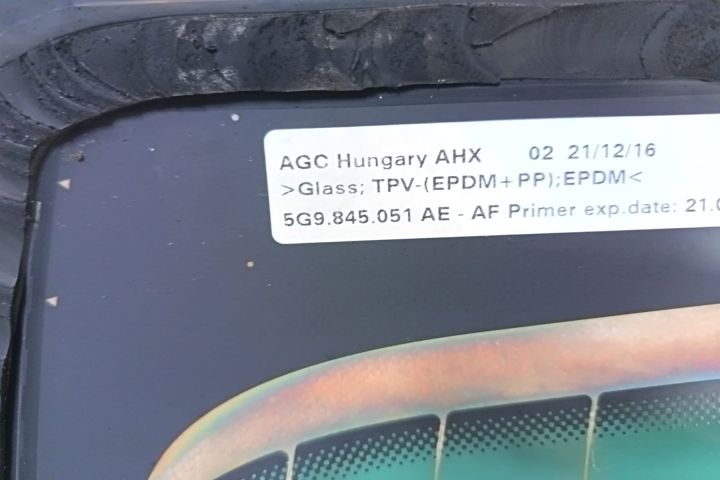 AGC Hungary AHX 02 21/12/16
>Glass; TPV-(EPDM+PP);EPDM<
5G9.845.051 AE - AF Primer exp.date: 21.